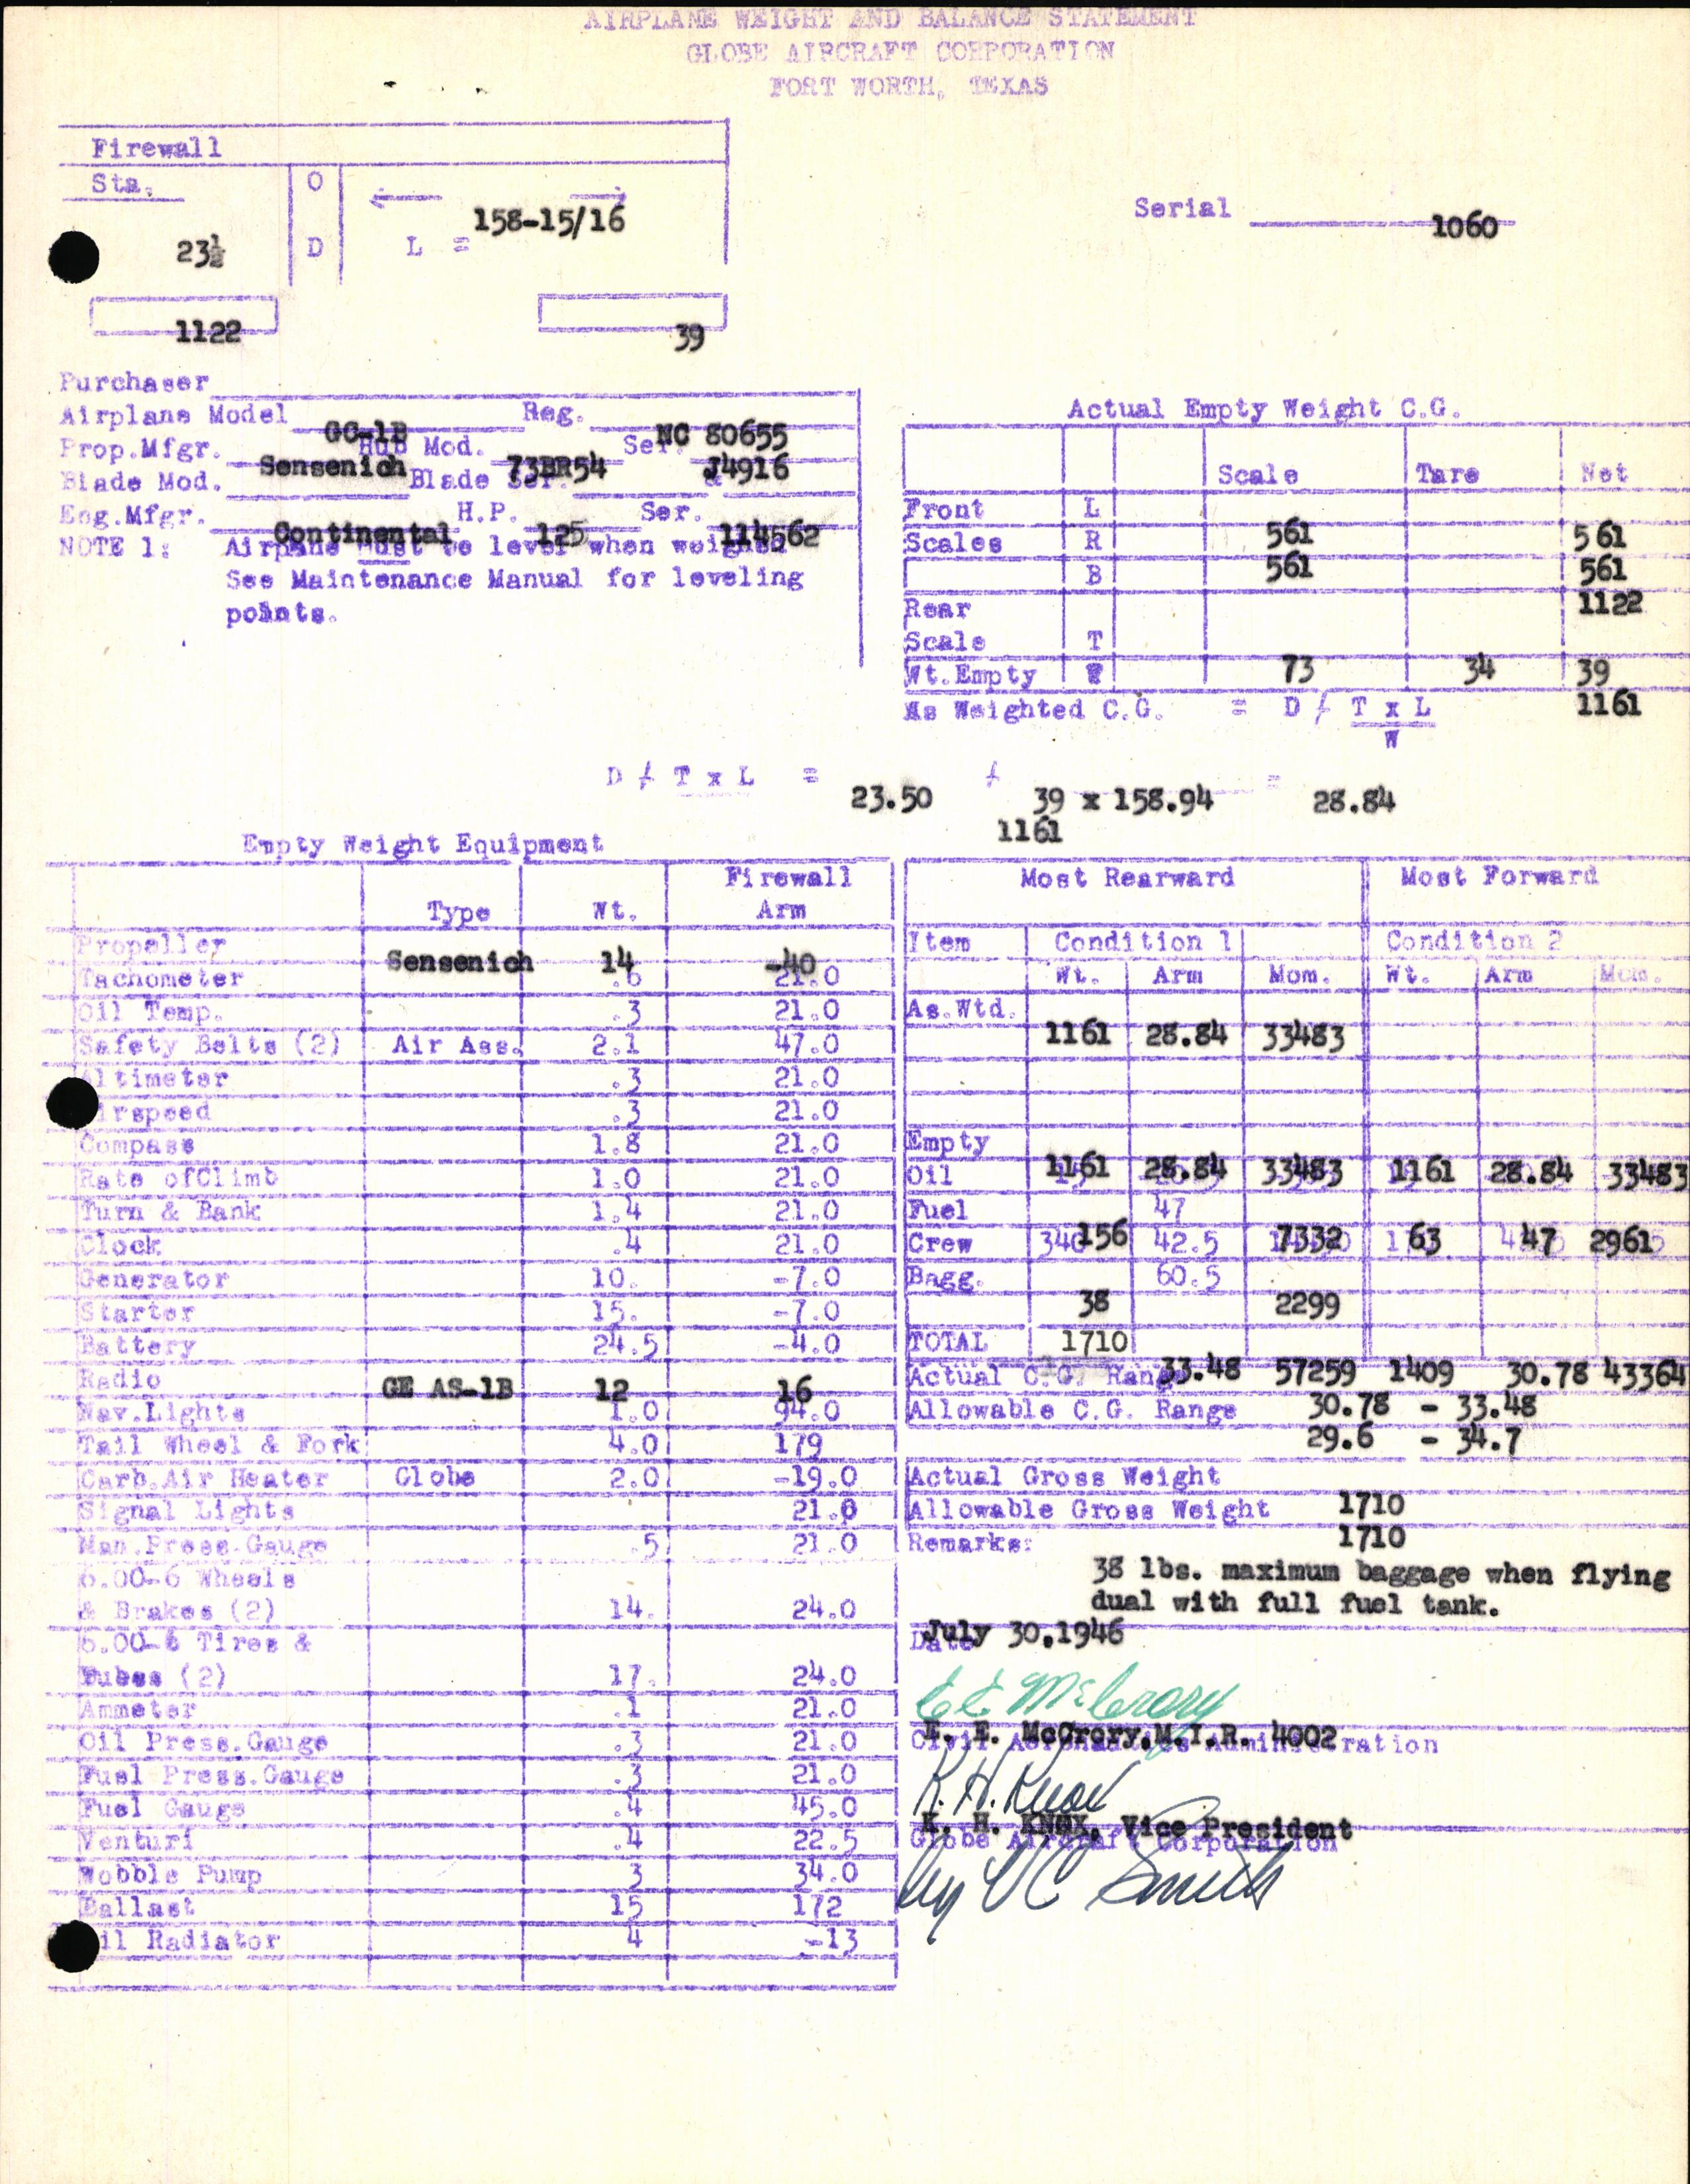 AIRPLANE WEIGHT AND BALANCE STATEMENT
GLOBE AIRCRAFT CORPORATION
FORT WORTH, TEXAS
Firewall
Sta. O
158-15/16
23½ D L =
Serial 1060
1122 39
Purchaser
Airplane Model GC-1B Reg. NC 80655
Prop.Mfgr. Sensenich Hub Mod. 73BR54 Ser. J4916
Blade Mod. Blade Ser. &
Eng.Mfgr. Continental H.P. 125 Ser. 114562
NOTE 1: Airplane must be level when weighed
See Maintenance Manual for leveling
points.
Actual Empty Weight C.G.
Scale Tare Net
Front L
Scales R 561 561
B 561 561
Rear 1122
Scale T
Wt.Empty W 73 34 39
As Weighted C.G. = D / T x L 1161
W
D / T x L = 23.50 / 39 x 158.94 = 28.84
1161
Empty Weight Equipment
Type Wt. Firewall Arm
Propeller Sensenich 14 -40
Tachometer .6 21.0
Oil Temp. .3 21.0
Safety Belts (2) Air Ass. 2.1 47.0
Altimeter .3 21.0
irspeed .3 21.0
Compass 1.8 21.0
Rate ofClimb 1.0 21.0
Turn & Bank 1.4 21.0
Clock .4 21.0
Generator 10. -7.0
Starter 15. -7.0
Battery 24.5 -4.0
Radio GE AS-1B 12 16
Nav.Lights 1.0 94.0
Tail Wheel & Fork 4.0 179
Carb.Air Heater Globe 2.0 -19.0
Signal Lights 21.0
Man.Press.Gauge .5 21.0
6.00-6 Wheels
& Brakes (2) 14. 24.0
6.00-6 Tires &
Tubes (2) 17. 24.0
Ammeter .1 21.0
Oil Press.Gauge .3 21.0
Fuel Press.Gauge .3 21.0
Fuel Gauge .4 45.0
Venturi .4 22.5
Wobble Pump 3 34.0
Ballast 15 172
il Radiator 4 -13
Most Rearward Most Forward
Item Condition 1 Condition 2
Wt. Arm Mom. Wt. Arm Mom.
As.Wtd.
1161 28.84 33483
Empty
1161 28.84 33483 1161 28.84 33483
Oil
Fuel 47
156 7332 63 47 2961
Crew 340 42.5
Bagg. 60.5
38 2299
TOTAL 1710
33.48 57259 1409 30.78 43364
Actual C.G. Range
30.78 - 33.48
Allowable C.G. Range
29.6 - 34.7
Actual Gross Weight
1710
Allowable Gross Weight
1710
Remarks:
38 lbs. maximum baggage when flying
dual with full fuel tank.
July 30,1946
Date
E E McCrory
E. E. McCrory,M.I.R. 4002
Civil Aeronautics Administration
K. H. Knox
K. H. KNOX, Vice President
Globe Aircraft Corporation
by V C Smith